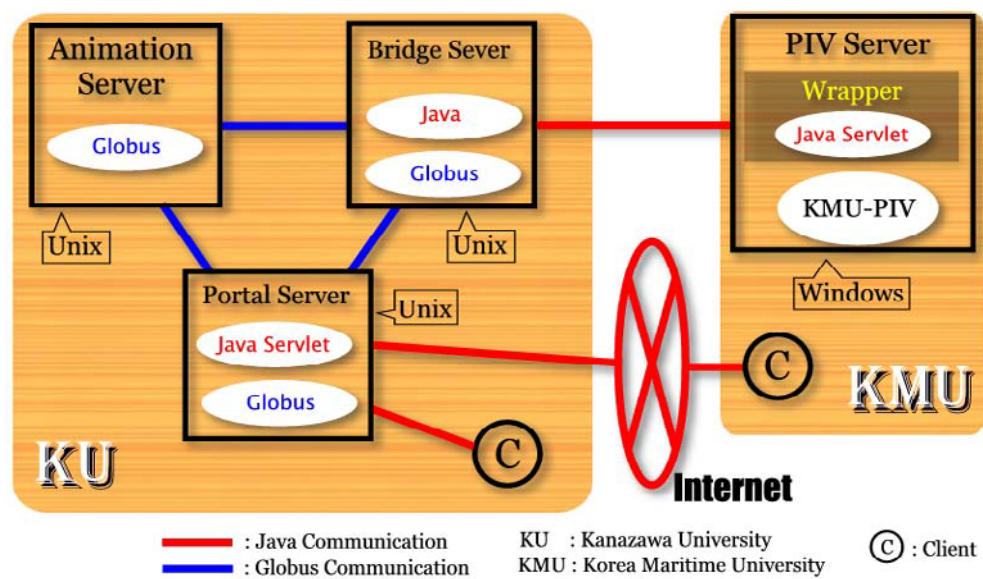 Animation
Server
Globus
Unix
Bridge Sever
Java
Globus
Unix
Portal Server
Java Servlet
Globus
Unix
C
KU
PIV Server
Wrapper
Java Servlet
KMU-PIV
Windows
C
KMU
Internet
: Java Communication
: Globus Communication
KU : Kanazawa University
KMU : Korea Maritime University
C : Client